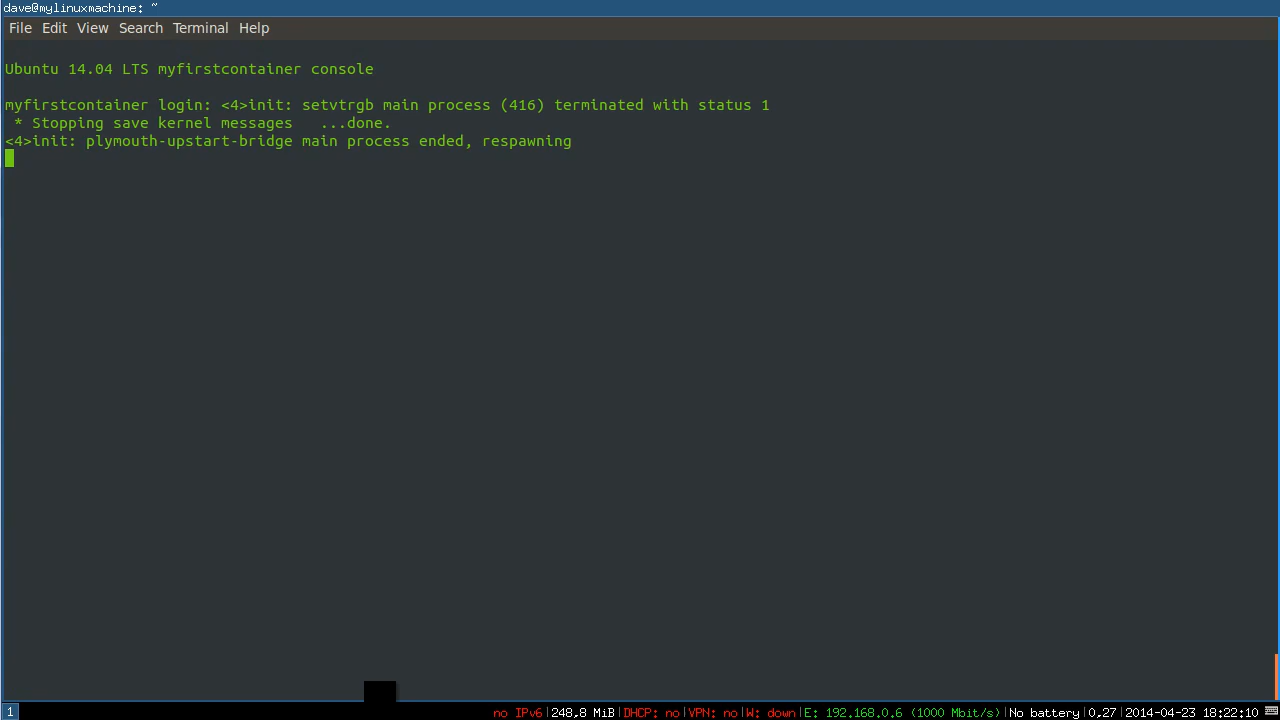 dave@mylinuxmachine: ~
File Edit View Search Terminal Help
Ubuntu 14.04 LTS myfirstcontainer console
myfirstcontainer login: <4>init: setvtrgb main process (416) terminated with status 1
 * Stopping save kernel messages   ...done.
<4>init: plymouth-upstart-bridge main process ended, respawning
1 no IPv6|248,8 MiB|DHCP: no|VPN: no|W: down|E: 192.168.0.6 (1000 Mbit/s)|No battery|0,27|2014-04-23 18:22:10